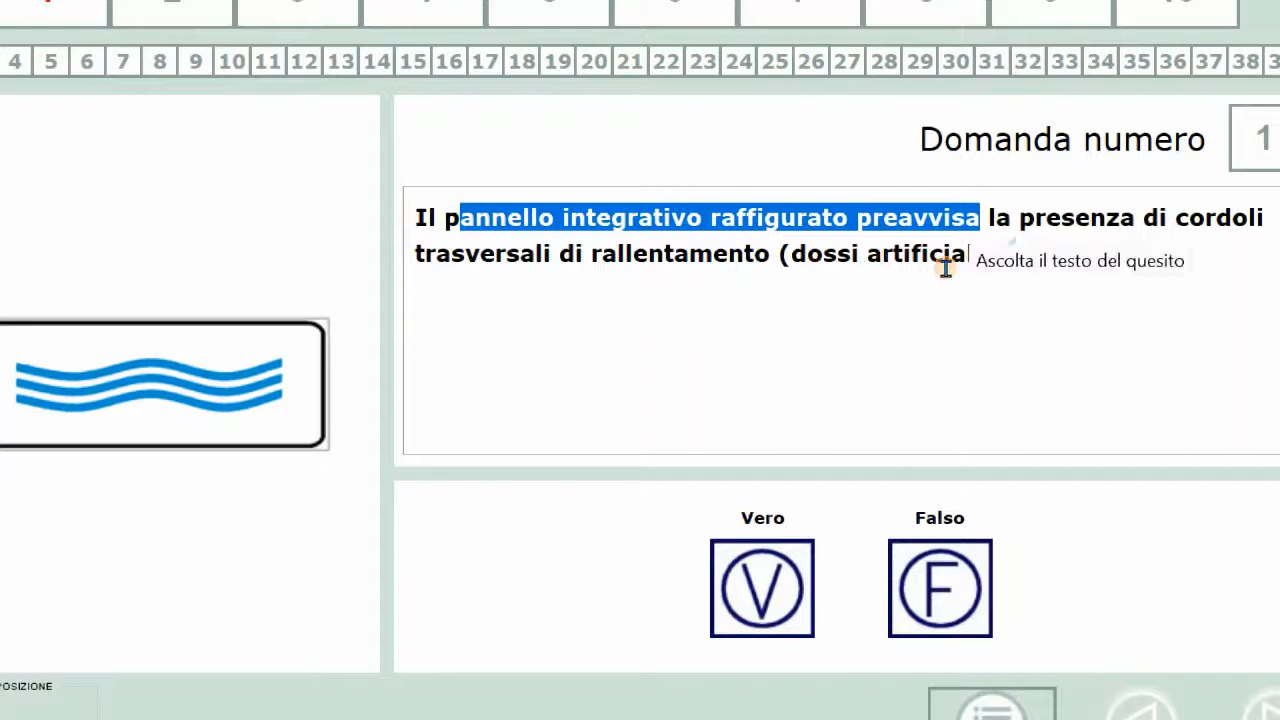 4 5 6 7 8 9 10 11 12 13 14 15 16 17 18 19 20 21 22 23 24 25 26 27 28 29 30 31 32 33 34 35 36 37 38
Domanda numero 1
Il pannello integrativo raffigurato preavvisa la presenza di cordoli
trasversali di rallentamento (dossi artificial
Ascolta il testo del quesito
Vero Falso
V F
POSIZIONE